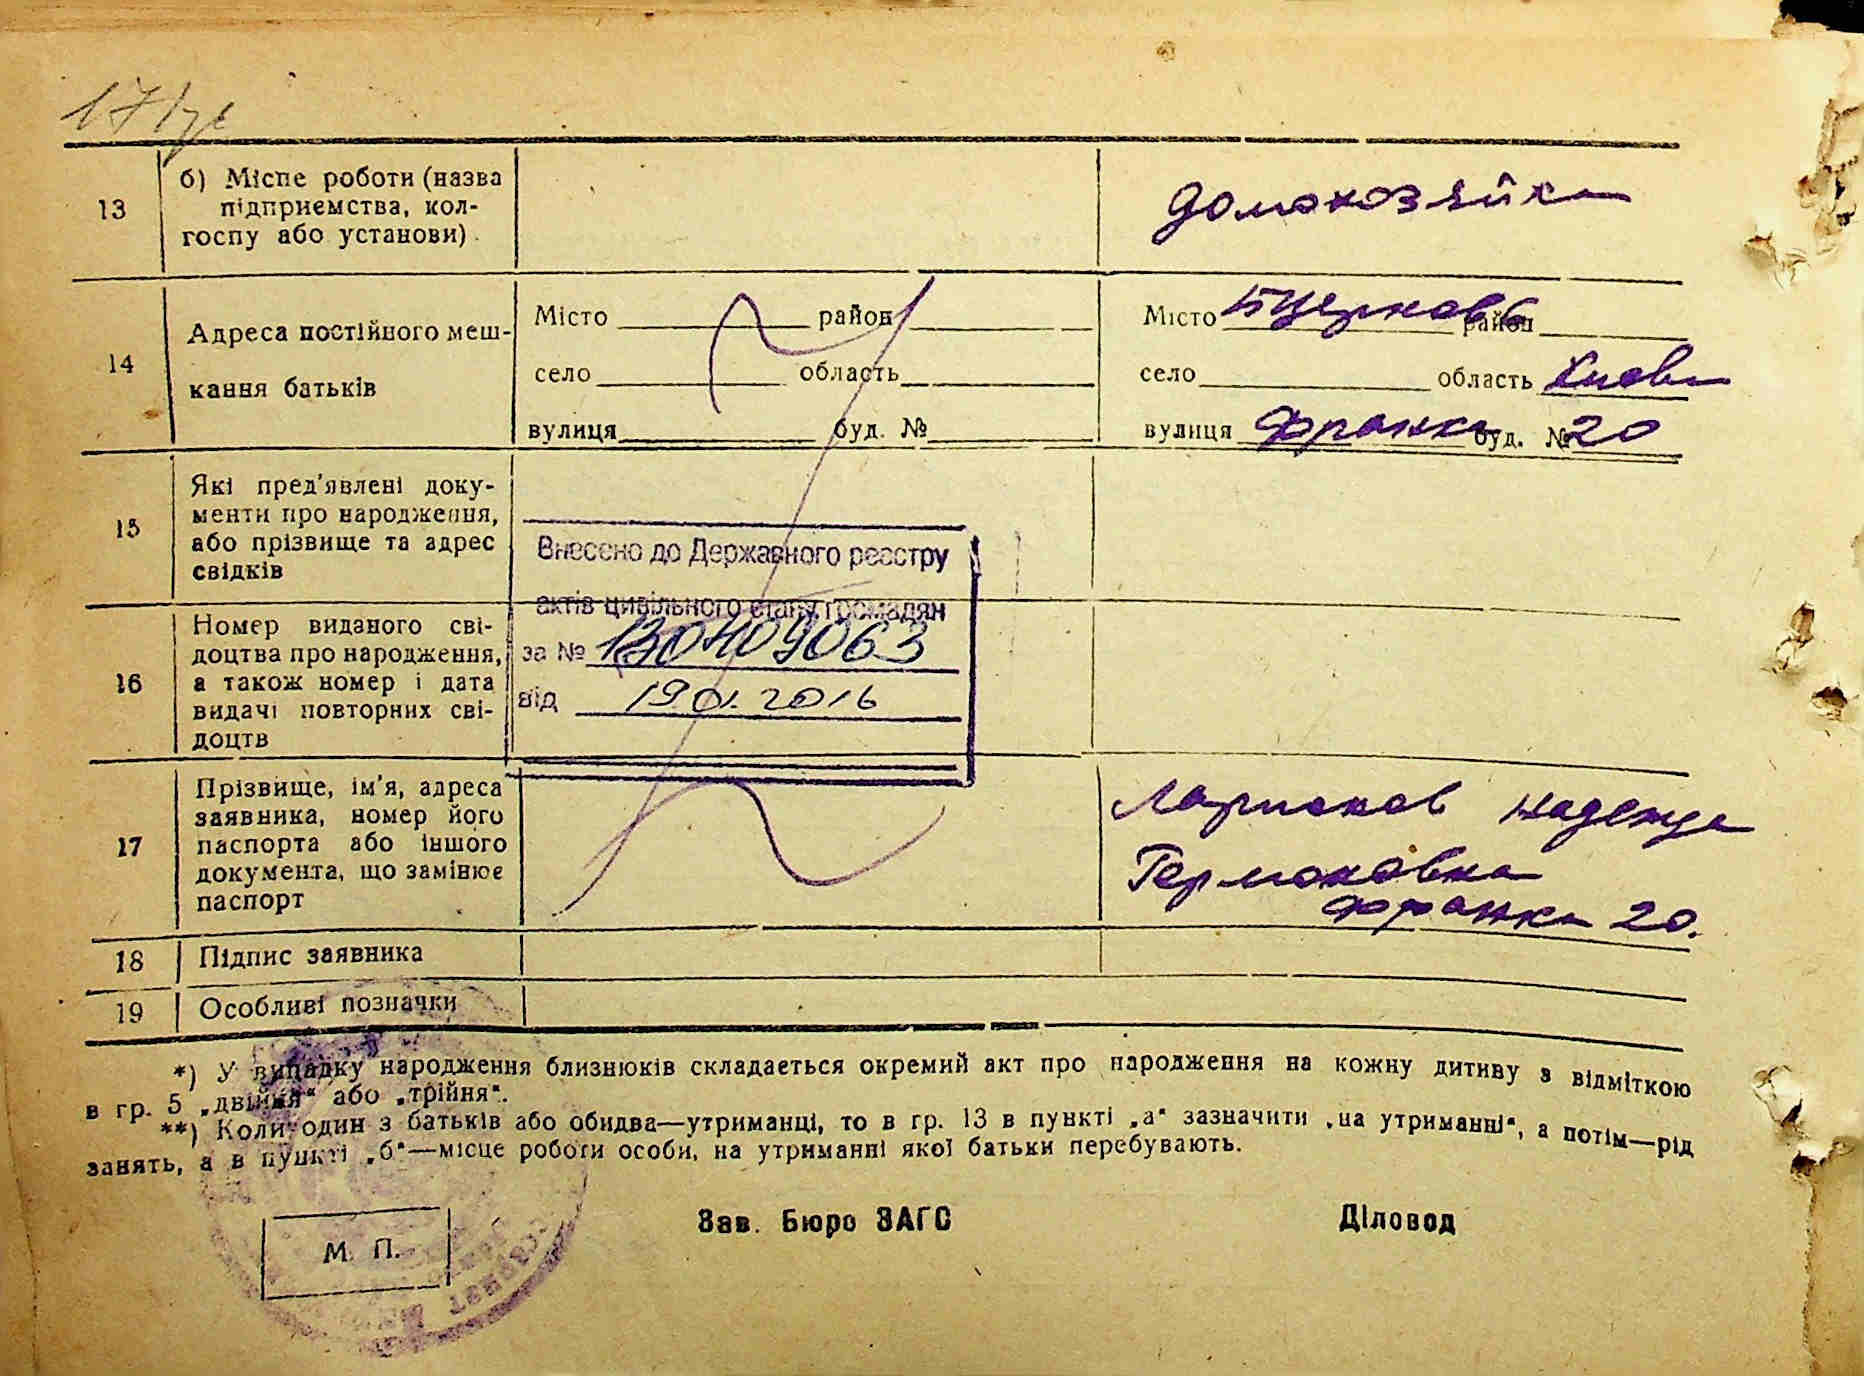 13
б) Місце роботи (назва
підприємства, кол-
госпу або установи).
домохозяйка
14
Адреса постійного меш-
кання батьків
Місто район
село область
вулиця буд. №
Місто Бцерковь район
село область Киевск
вулиця Франка буд. № 20
15
Які пред'явлені доку-
менти про народження,
або прізвище та адрес
свідків
Внесено до Державного реєстру
актів цивільного стану громадян
за №
від 19.01.2016
16
Номер виданого сві-
доцтва про народження,
а також номер і дата
видачі повторних сві-
доцтв
17
Прізвище, ім'я, адреса
заявника, номер його
паспорта або іншого
документа, що замінює
паспорт
Надежда
Франка 20.
18
Підпис заявника
19
Особливі позначки
*) У випадку народження близнюків складається окремий акт про народження на кожну дитину з відміткою
в гр. 5 „двійня“ або „трійня“.
**) Коли один з батьків або обидва—утриманці, то в гр. 13 в пункті „а“ зазначити „на утриманні“, а потім—рід
занять, а в пункті „б“—місце роботи особи, на утриманні якої батьки перебувають.
Зав. Бюро ЗАГС
Діловод
М. П.